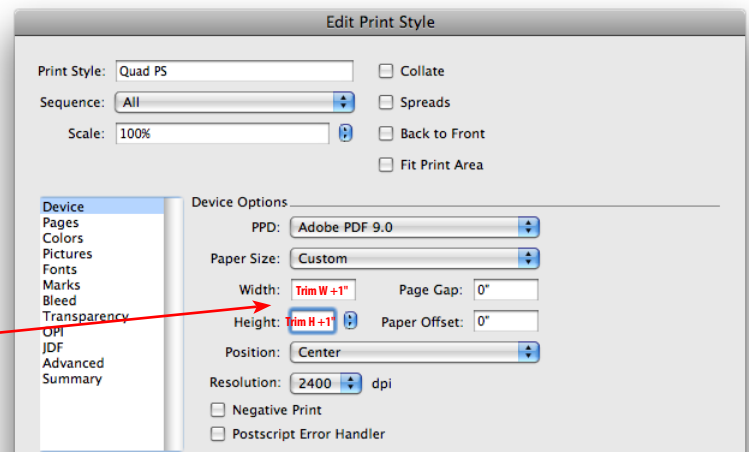 Edit Print Style
Print Style: Quad PS
Collate
Sequence: All
Spreads
Scale: 100%
Back to Front
Fit Print Area
Device
Pages
Colors
Pictures
Fonts
Marks
Bleed
Transparency
OPI
JDF
Advanced
Summary
Device Options
PPD: Adobe PDF 9.0
Paper Size: Custom
Width: Trim W +1" Page Gap: 0"
Height: Trim H +1" Paper Offset: 0"
Position: Center
Resolution: 2400 dpi
Negative Print
Postscript Error Handler